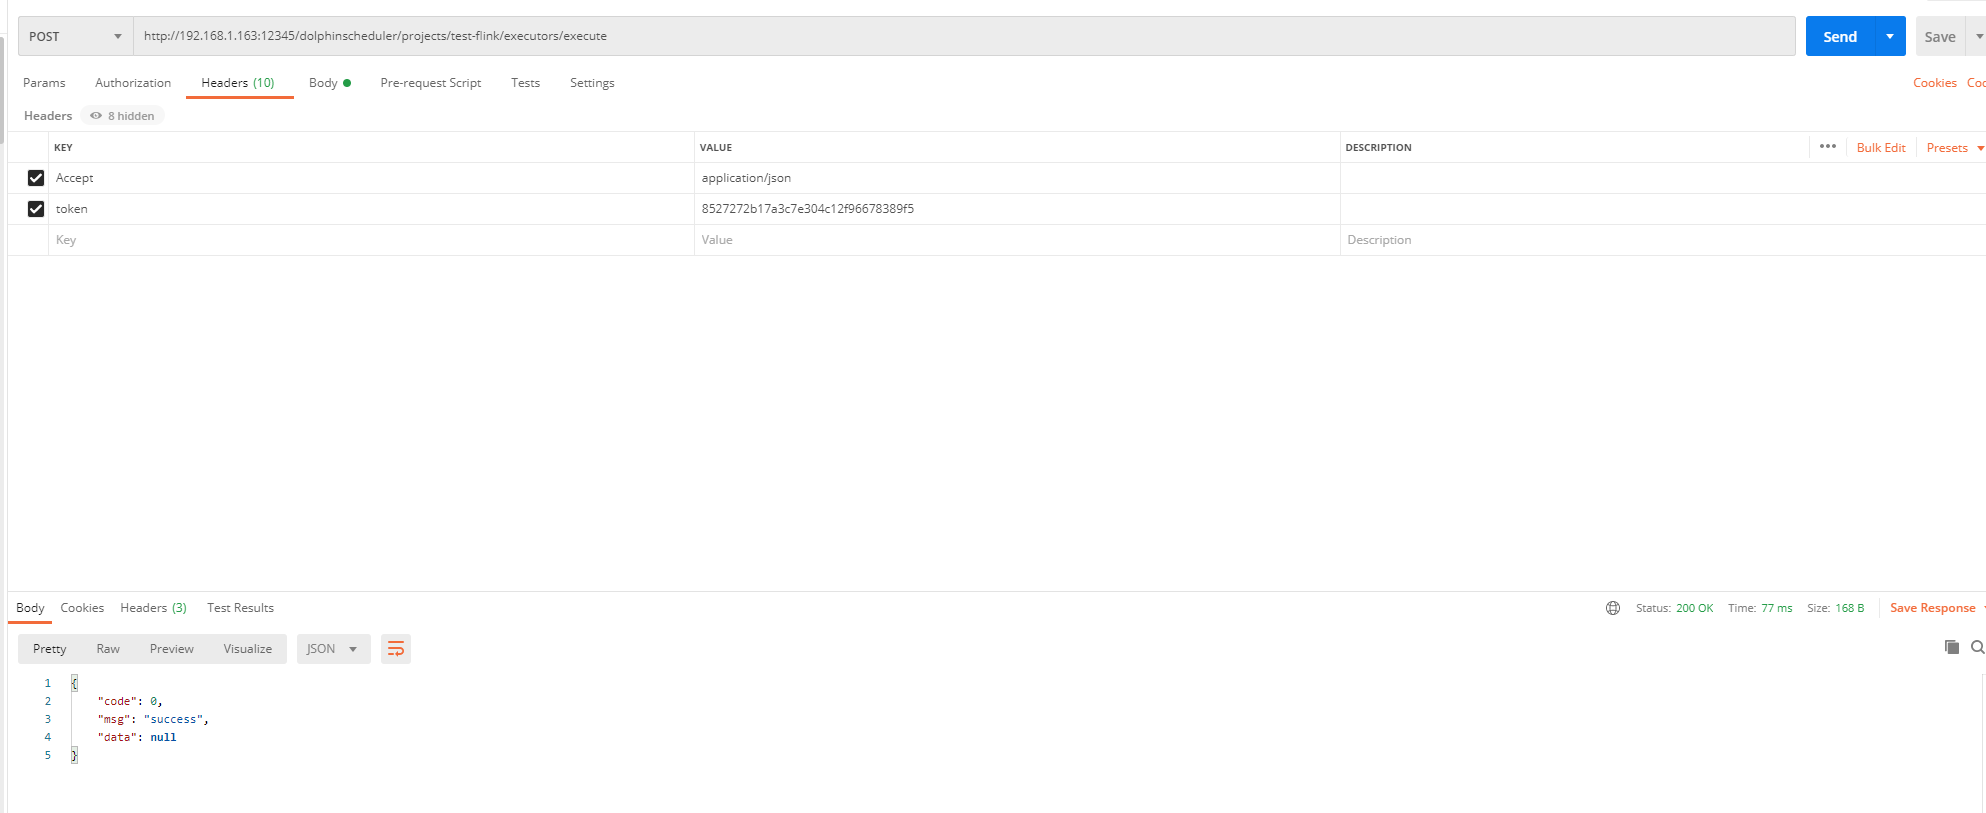 POST http://192.168.1.163:12345/dolphinscheduler/projects/test-flink/executors/execute Send Save
Params Authorization Headers (10) Body Pre-request Script Tests Settings Cookies Coc
Headers 8 hidden
KEY VALUE DESCRIPTION ••• Bulk Edit Presets
Accept application/json
token 8527272b17a3c7e304c12f96678389f5
Key Value Description
Body Cookies Headers (3) Test Results Status: 200 OK Time: 77 ms Size: 168 B Save Response
Pretty Raw Preview Visualize JSON
1 {
2 "code": 0,
3 "msg": "success",
4 "data": null
5 }